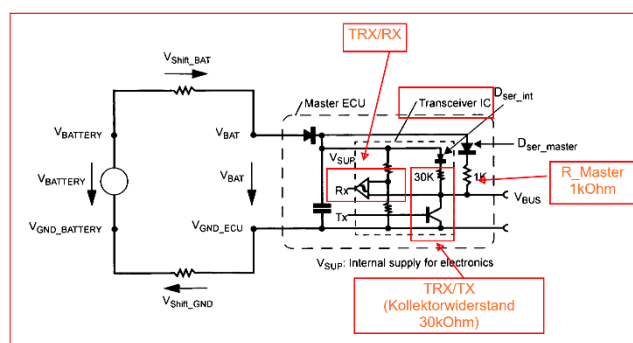 TRX/RX
V_Shift_BAT
Master ECU
Transceiver IC
D_ser_int
V_BATTERY
V_BAT
D_ser_master
V_SUP
V_BATTERY
V_BAT
Rx
30K
1K
R_Master
1kOhm
V_BUS
Tx
V_GND_BATTERY
V_GND_ECU
V_SUP: Internal supply for electronics
V_Shift_GND
TRX/TX
(Kollektorwiderstand
30kOhm)